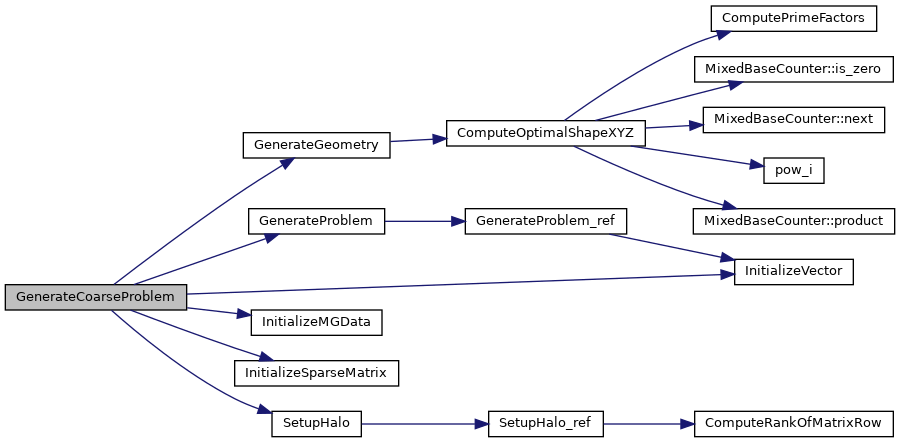 ComputePrimeFactors
MixedBaseCounter::is_zero
MixedBaseCounter::next
ComputeOptimalShapeXYZ
GenerateGeometry
pow_i
MixedBaseCounter::product
GenerateProblem
GenerateProblem_ref
InitializeVector
GenerateCoarseProblem
InitializeMGData
InitializeSparseMatrix
SetupHalo
SetupHalo_ref
ComputeRankOfMatrixRow